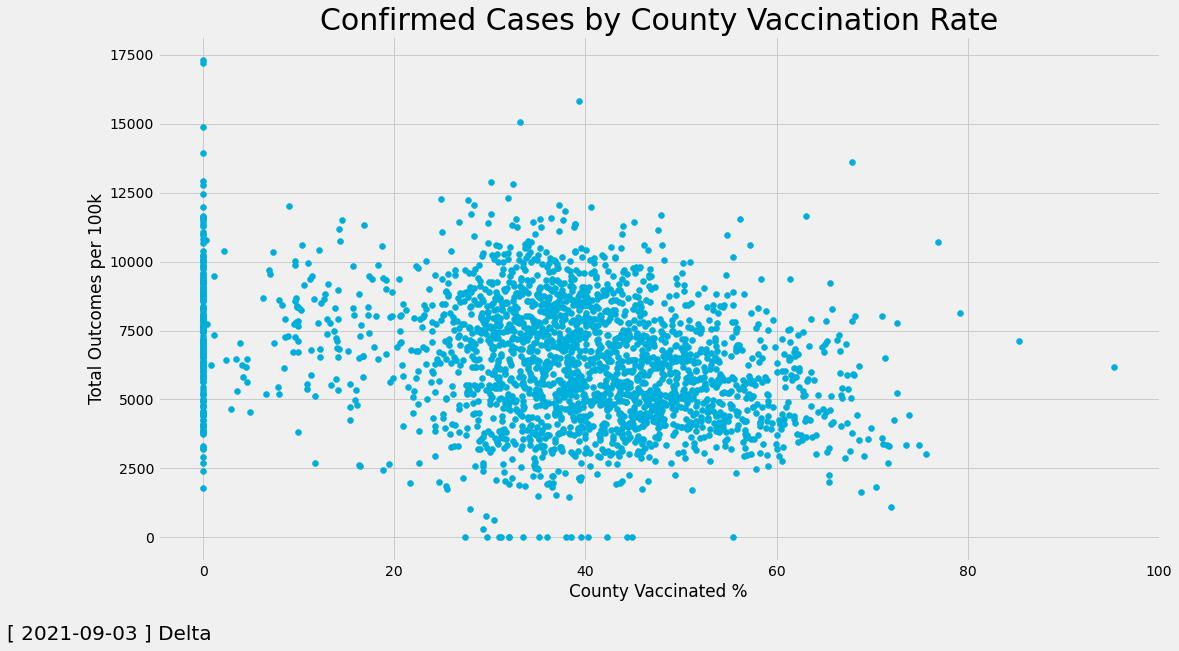 Confirmed Cases by County Vaccination Rate
17500
15000
12500
10000
7500
5000
2500
0
Total Outcomes per 100k
0 20 40 60 80 100
County Vaccinated %
[ 2021-09-03 ] Delta